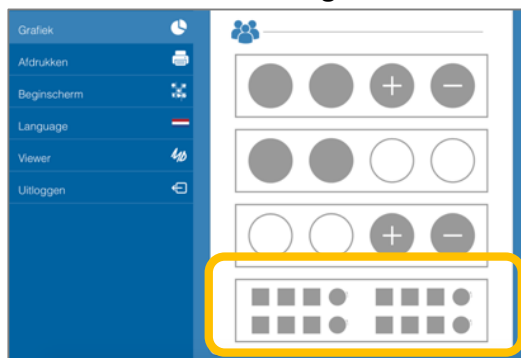 Grafiek
Afdrukken
Beginscherm
Language
Viewer
Uitloggen